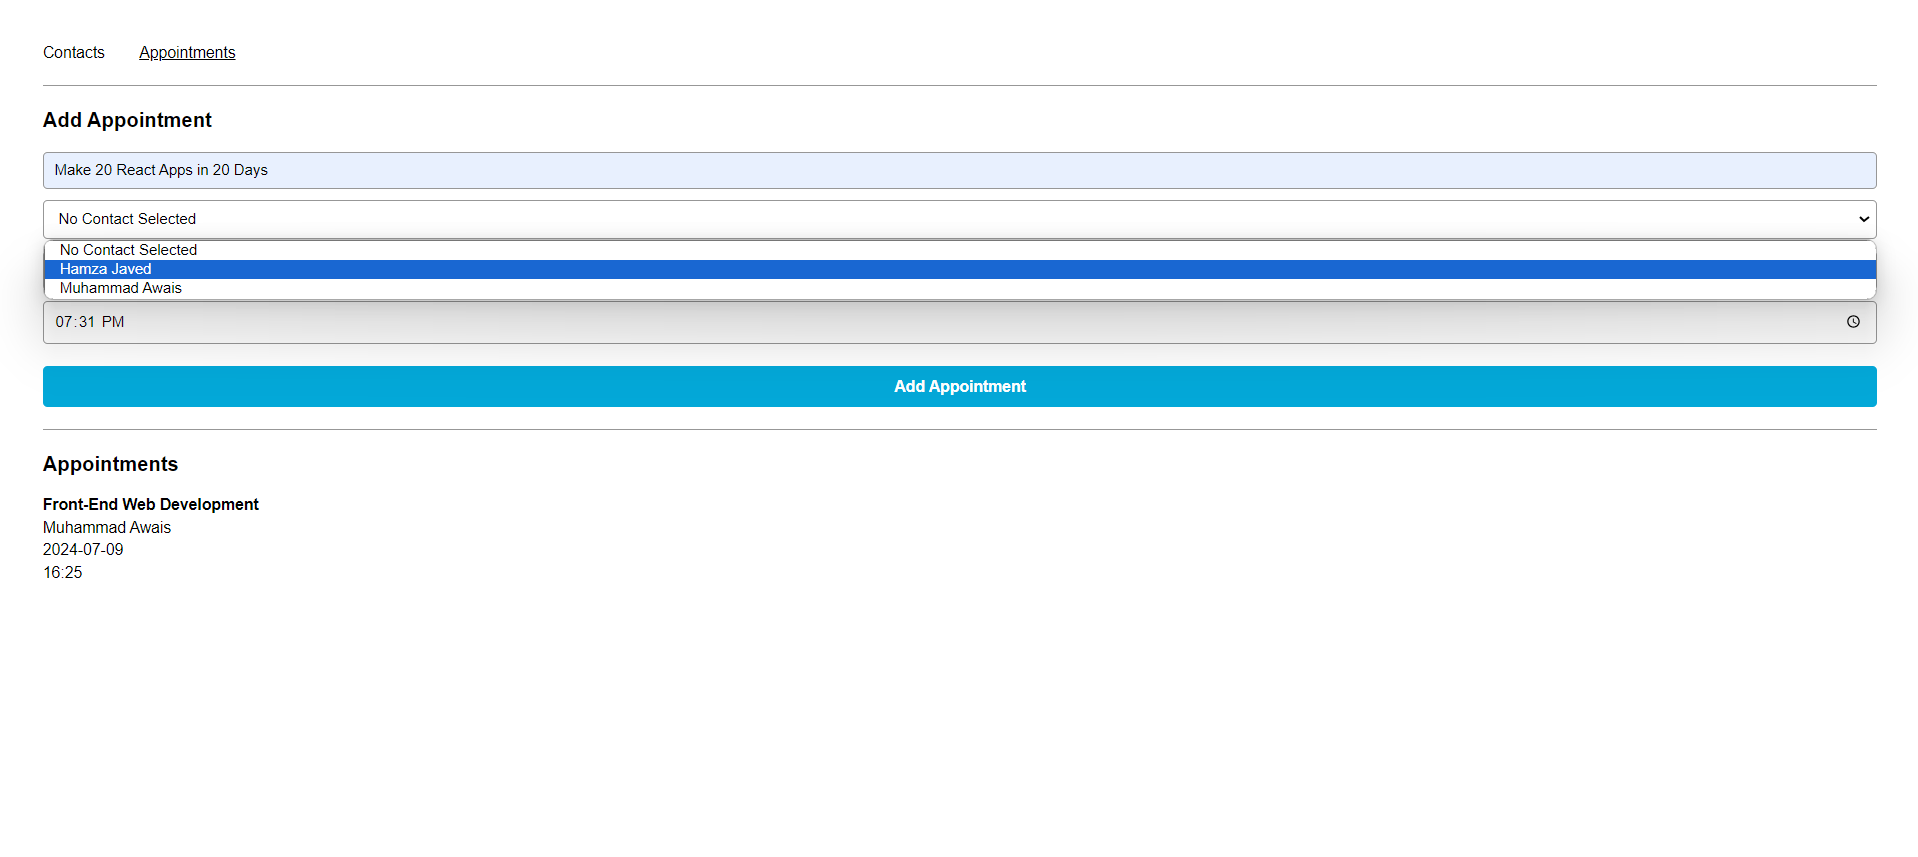 Contacts Appointments
Add Appointment
Make 20 React Apps in 20 Days
No Contact Selected
No Contact Selected
Hamza Javed
Muhammad Awais
07:31 PM
Add Appointment
Appointments
Front-End Web Development
Muhammad Awais
2024-07-09
16:25